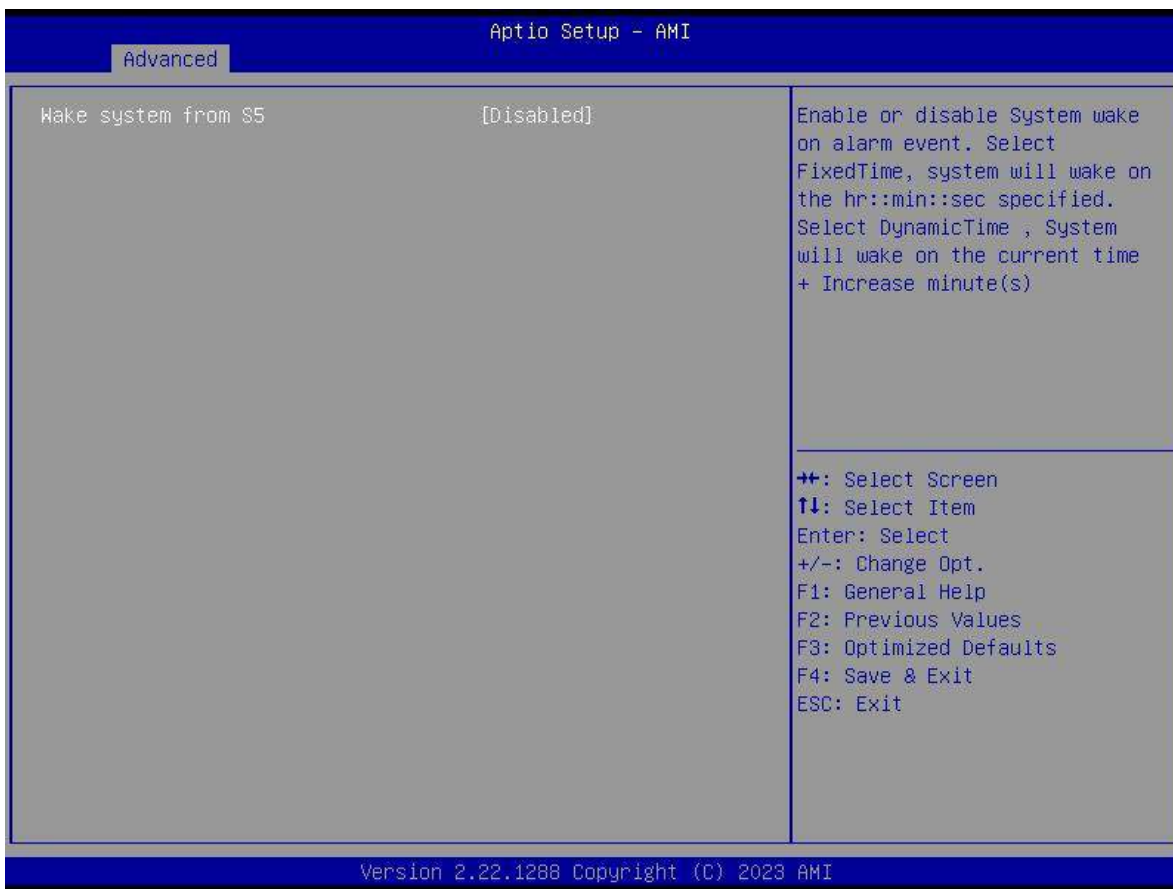 Aptio Setup – AMI
Advanced
Wake system from S5 [Disabled]
Enable or disable System wake
on alarm event. Select
FixedTime, system will wake on
the hr::min::sec specified.
Select DynamicTime , System
will wake on the current time
+ Increase minute(s)
→←: Select Screen
↑↓: Select Item
Enter: Select
+/-: Change Opt.
F1: General Help
F2: Previous Values
F3: Optimized Defaults
F4: Save & Exit
ESC: Exit
Version 2.22.1288 Copyright (C) 2023 AMI